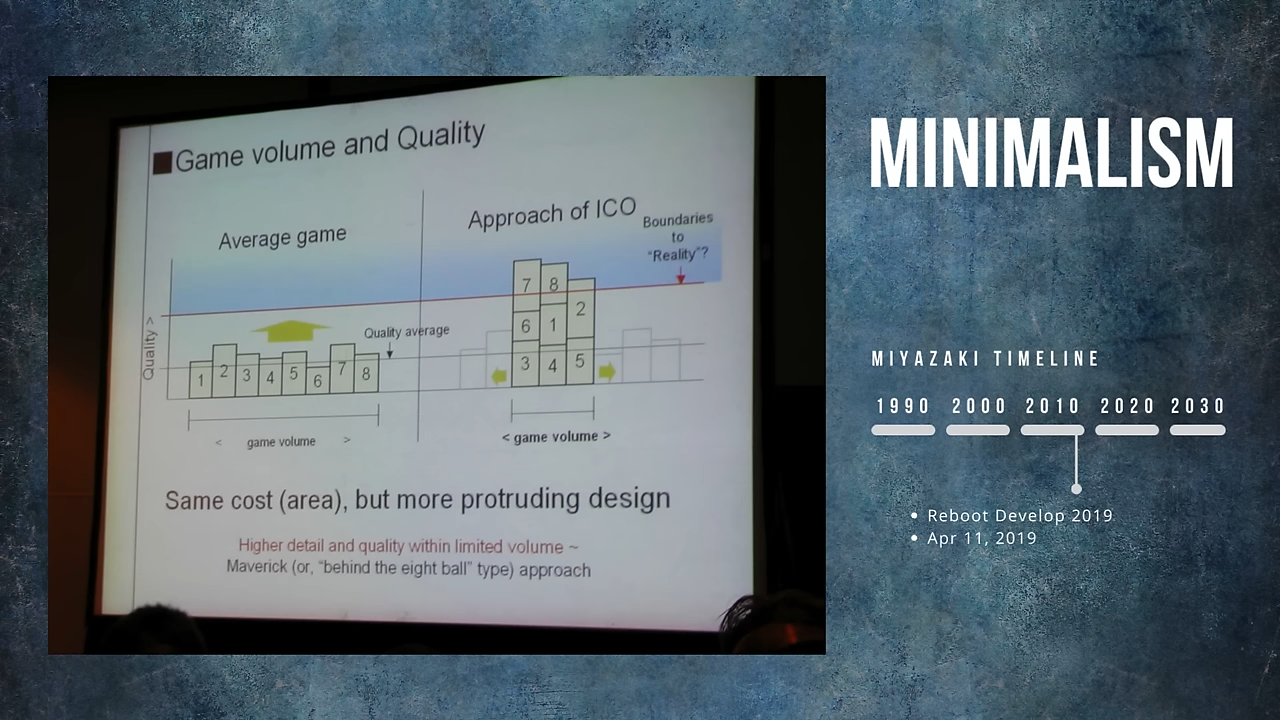 Game volume and Quality
Average game
Approach of ICO
Boundaries
to
"Reality"?
Quality >
Quality average
1 2 3 4 5 6 7 8
7 8
6 1 2
3 4 5
< game volume >
< game volume >
Same cost (area), but more protruding design
Higher detail and quality within limited volume ~
Maverick (or, "behind the eight ball" type) approach
MINIMALISM
MIYAZAKI TIMELINE
1990 2000 2010 2020 2030
• Reboot Develop 2019
• Apr 11, 2019